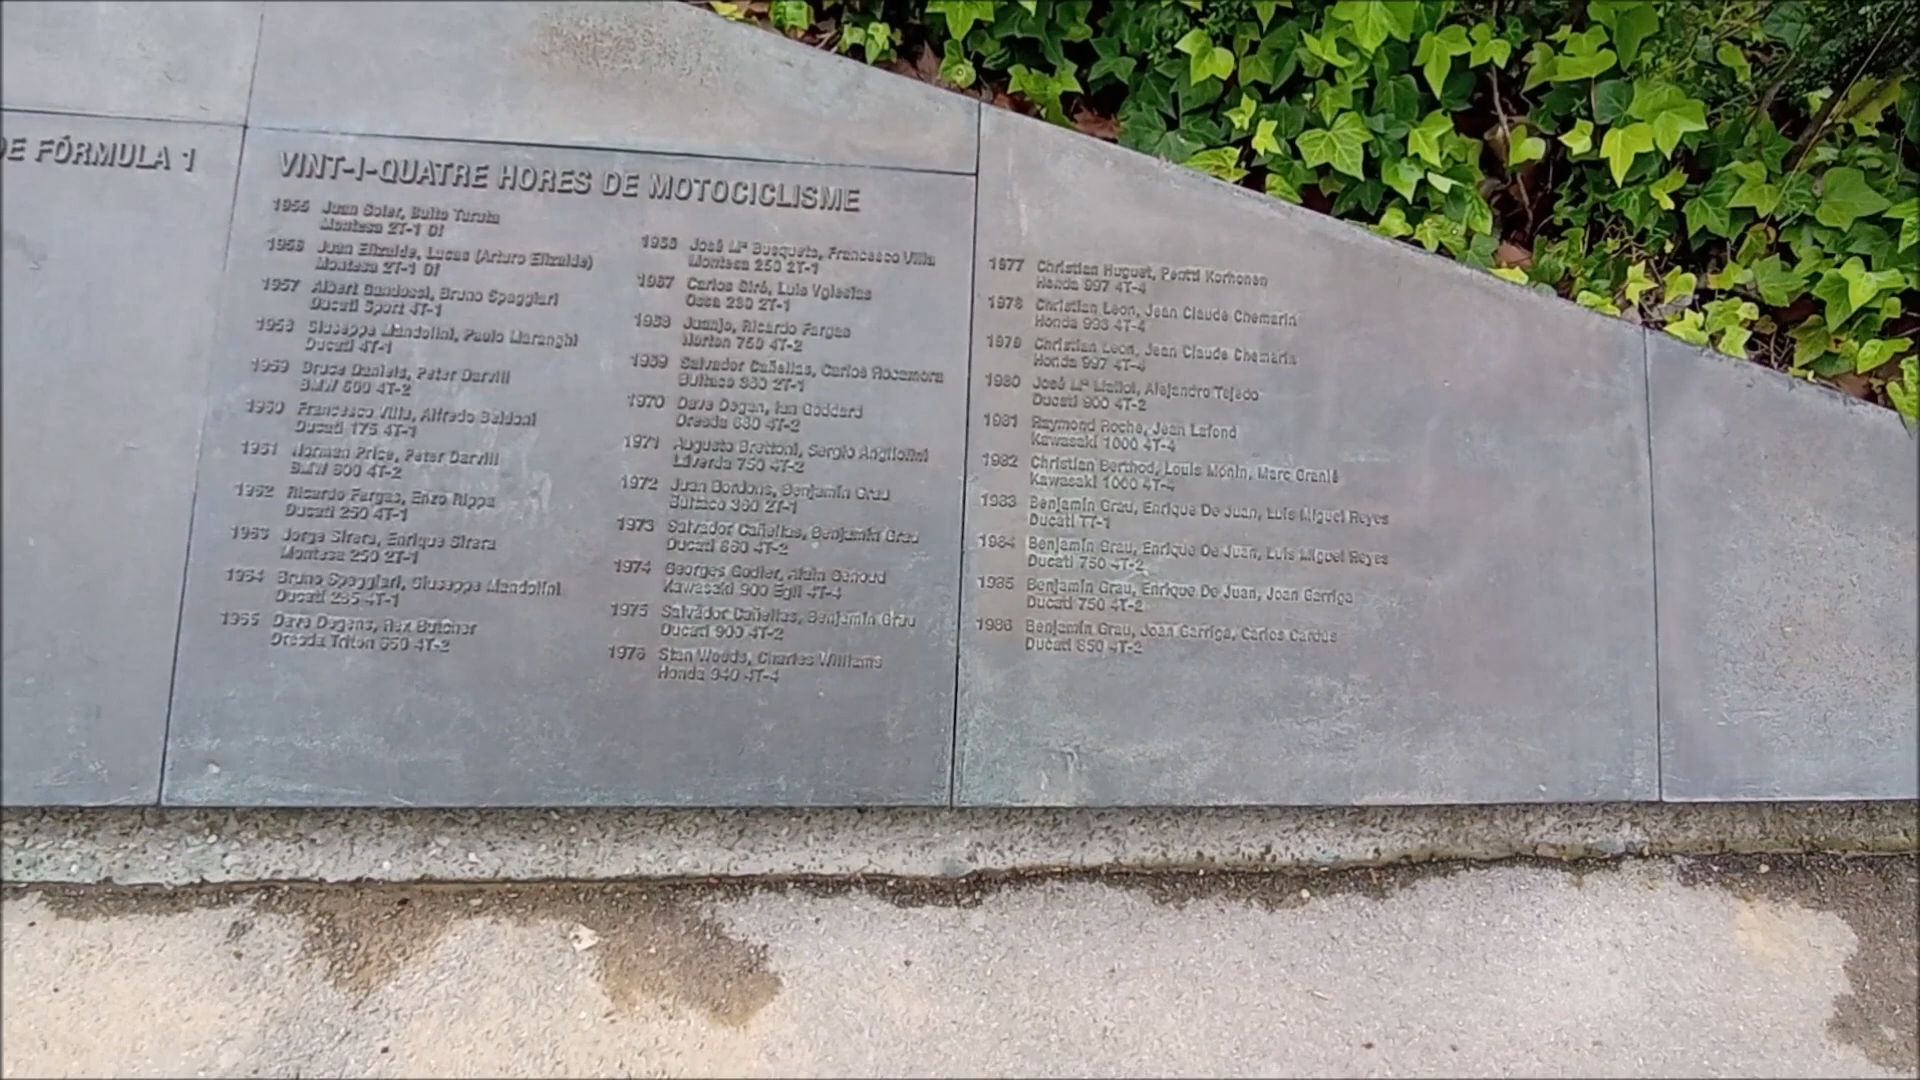 DE FÓRMULA 1
VINT-I-QUATRE HORES DE MOTOCICLISME
1955 Juan Soler, Bulto Turuta
Montesa 2T-1 DI
1956 Juan Elizalde, Lucas (Arturo Elizalde)
Montesa 2T-1 DI
1957 Albert Gandossi, Bruno Spaggiari
Ducati Sport 4T-1
1958 Giuseppe Mandolini, Paulo Maranghi
Ducati 4T-1
1959 Bruce Daniels, Peter Darvill
BMW 600 4T-2
1960 Francesco Villa, Alfredo Baldoni
Ducati 175 4T-1
1961 Norman Price, Peter Darvill
BMW 600 4T-2
1962 Ricardo Fargas, Enzo Rippa
Ducati 250 4T-1
1963 Jorge Sirera, Enrique Sirera
Montesa 250 2T-1
1964 Bruno Spaggiari, Giuseppe Mandolini
Ducati 285 4T-1
1965 Dave Degens, Rex Butcher
Dresda Triton 650 4T-2
1966 José Mª Busquets, Francesco Villa
Montesa 250 2T-1
1967 Carlos Giró, Luis Yglesias
Ossa 230 2T-1
1968 Juanjo, Ricardo Fargas
Norton 750 4T-2
1969 Salvador Cañellas, Carlos Rocamora
Bultaco 360 2T-1
1970 Dave Degan, Ian Goddard
Dresda 650 4T-2
1971 Augusto Brettoni, Sergio Angliolini
Laverda 750 4T-2
1972 Juan Bordons, Benjamín Grau
Bultaco 360 2T-1
1973 Salvador Cañellas, Benjamín Grau
Ducati 860 4T-2
1974 Georges Godier, Alain Genoud
Kawasaki 900 Egli 4T-4
1975 Salvador Cañellas, Benjamín Grau
Ducati 900 4T-2
1976 Stan Woods, Charles Williams
Honda 940 4T-4
1977 Christian Huguet, Pentti Korhonen
Honda 997 4T-4
1978 Christian Leon, Jean Claude Chemarin
Honda 998 4T-4
1979 Christian Leon, Jean Claude Chemarin
Honda 997 4T-4
1980 José Mª Mallol, Alejandro Tejedo
Ducati 900 4T-2
1981 Raymond Roche, Jean Lafond
Kawasaki 1000 4T-4
1982 Christian Berthod, Louis Monin, Marc Granié
Kawasaki 1000 4T-4
1983 Benjamín Grau, Enrique De Juan, Luis Miguel Reyes
Ducati TT-1
1984 Benjamín Grau, Enrique De Juan, Luis Miguel Reyes
Ducati 750 4T-2
1985 Benjamín Grau, Enrique De Juan, Joan Garriga
Ducati 750 4T-2
1986 Benjamín Grau, Joan Garriga, Carlos Cardús
Ducati 850 4T-2